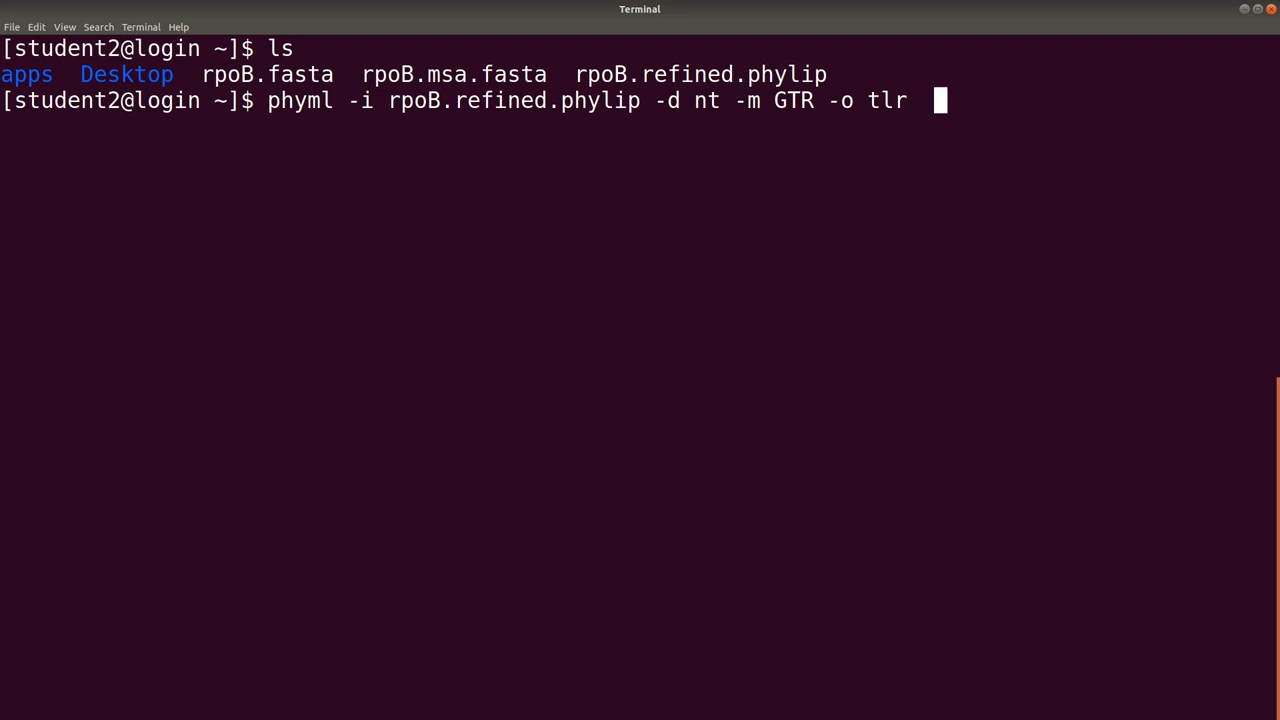 Terminal
File Edit View Search Terminal Help
[student2@login ~]$ ls
apps  Desktop  rpoB.fasta  rpoB.msa.fasta  rpoB.refined.phylip
[student2@login ~]$ phyml -i rpoB.refined.phylip -d nt -m GTR -o tlr